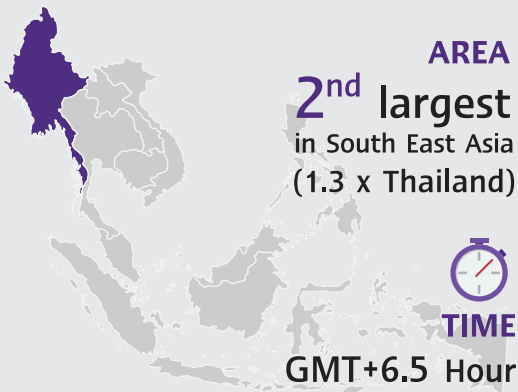 AREA
2nd largest
in South East Asia
(1.3 x Thailand)
TIME
GMT+6.5 Hour